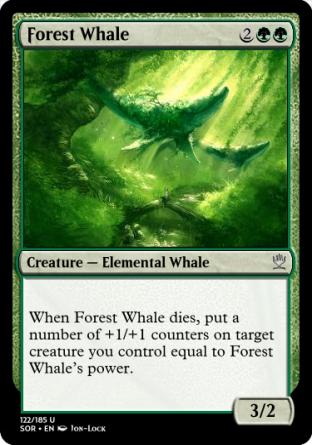 Forest Whale 2
Creature — Elemental Whale
When Forest Whale dies, put a
number of +1/+1 counters on target
creature you control equal to Forest
Whale's power.
3/2
122/185 U
SOR • EN Ion-Lock